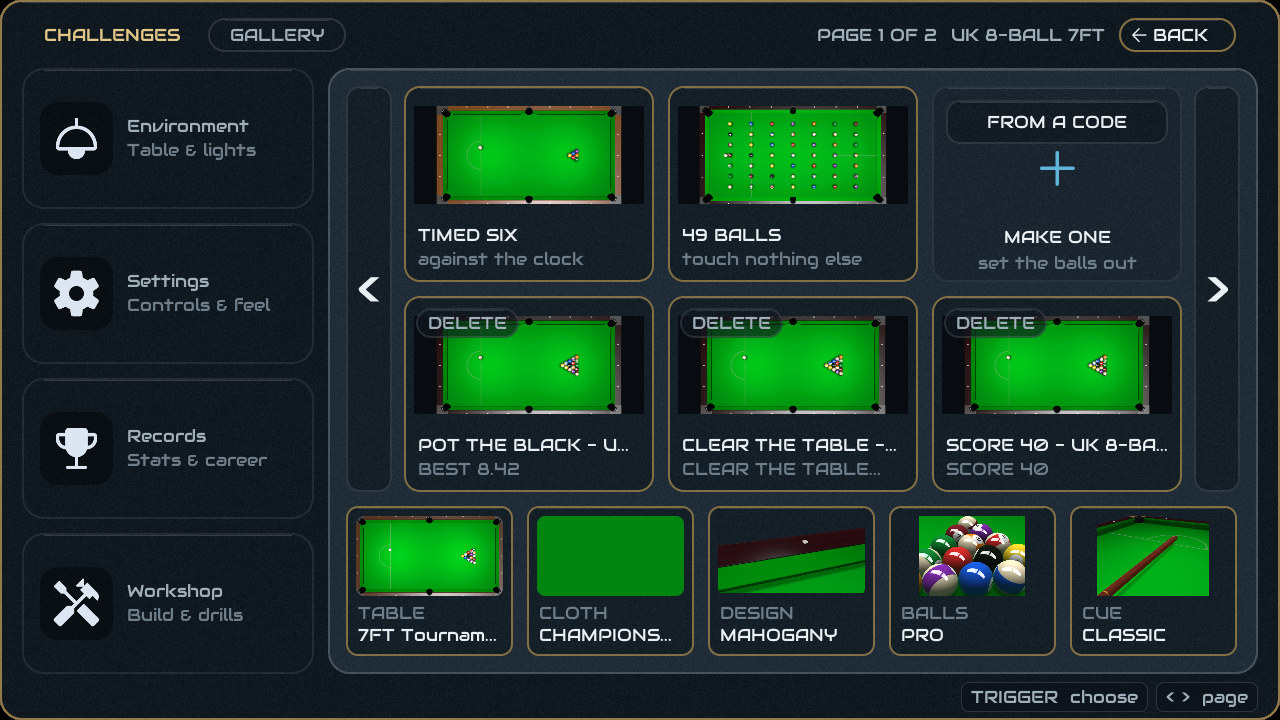 CHALLENGES
GALLERY
PAGE 1 OF 2 UK 8-BALL 7FT
BACK
Environment
Table & lights
Settings
Controls & feel
Records
Stats & career
Workshop
Build & drills
TIMED SIX
against the clock
49 BALLS
touch nothing else
FROM A CODE
MAKE ONE
set the balls out
DELETE
POT THE BLACK - U...
BEST 8.42
DELETE
CLEAR THE TABLE -...
CLEAR THE TABLE...
DELETE
SCORE 40 - UK 8-BA...
SCORE 40
TABLE
7FT Tournam...
CLOTH
CHAMPIONS...
DESIGN
MAHOGANY
BALLS
PRO
CUE
CLASSIC
TRIGGER choose
< > page